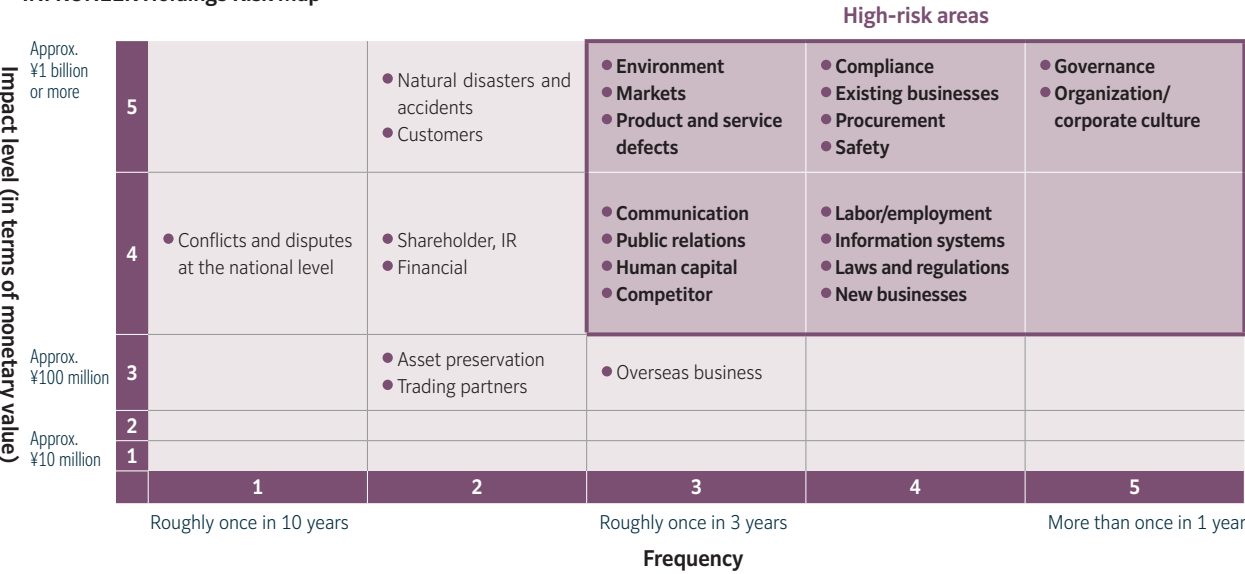 Holdings Risk Map
High-risk areas
Impact level (in terms of monetary value)
Approx.
¥1 billion
or more
5
● Natural disasters and
accidents
● Customers
● Environment
● Markets
● Product and service
defects
● Compliance
● Existing businesses
● Procurement
● Safety
● Governance
● Organization/
corporate culture
4
● Conflicts and disputes
at the national level
● Shareholder, IR
● Financial
● Communication
● Public relations
● Human capital
● Competitor
● Labor/employment
● Information systems
● Laws and regulations
● New businesses
Approx.
¥100 million
3
● Asset preservation
● Trading partners
● Overseas business
2
Approx.
¥10 million
1
1 2 3 4 5
Roughly once in 10 years Roughly once in 3 years More than once in 1 year
Frequency